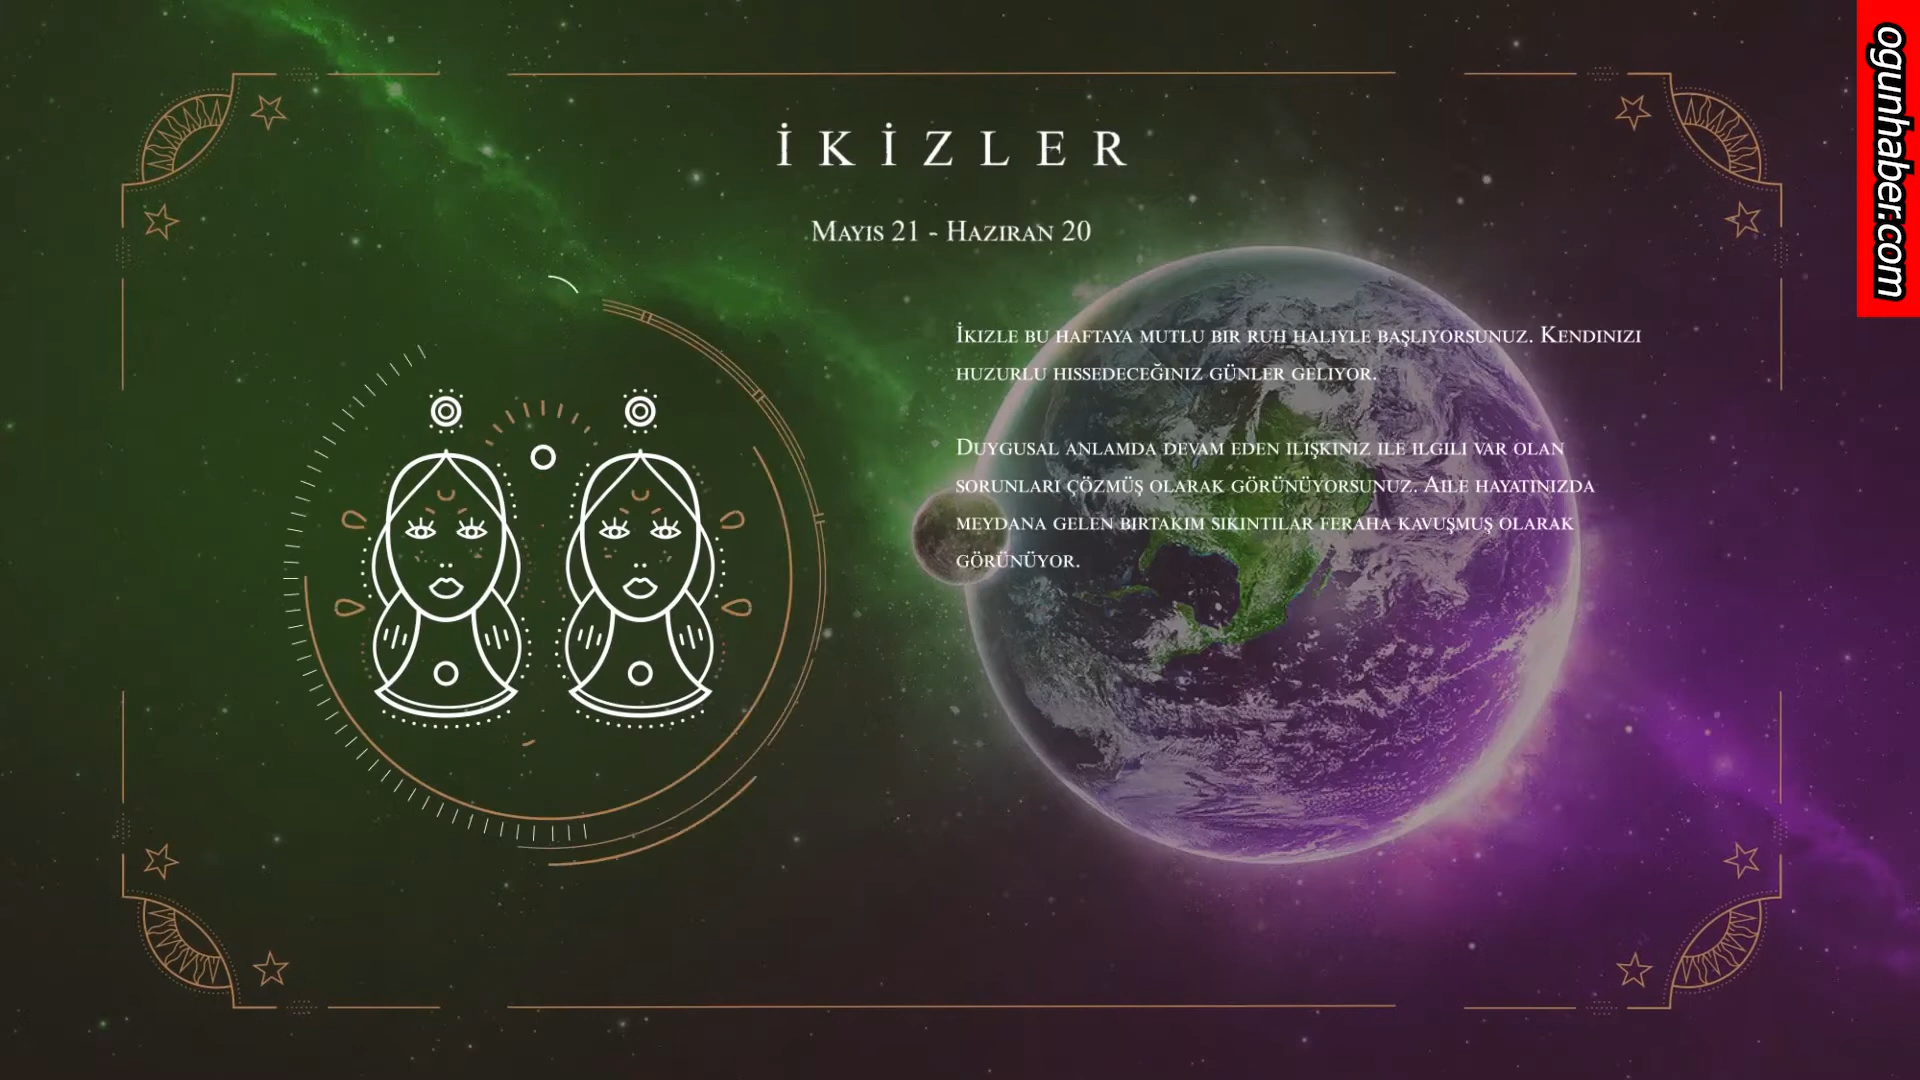 İKİZLER
Mayıs 21 - Haziran 20
İkizle bu haftaya mutlu bir ruh haliyle başlıyorsunuz. Kendinizi
huzurlu hissedeceğiniz günler geliyor.
Duygusal anlamda devam eden ilişkiniz ile ilgili var olan
sorunları çözmüş olarak görünüyorsunuz. Aile hayatınızda
meydana gelen birtakım sıkıntılar feraha kavuşmuş olarak
görünüyor.
ogunhaber.com